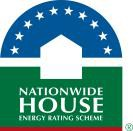 NATIONWIDE
HOUSE
ENERGY RATING SCHEME
®